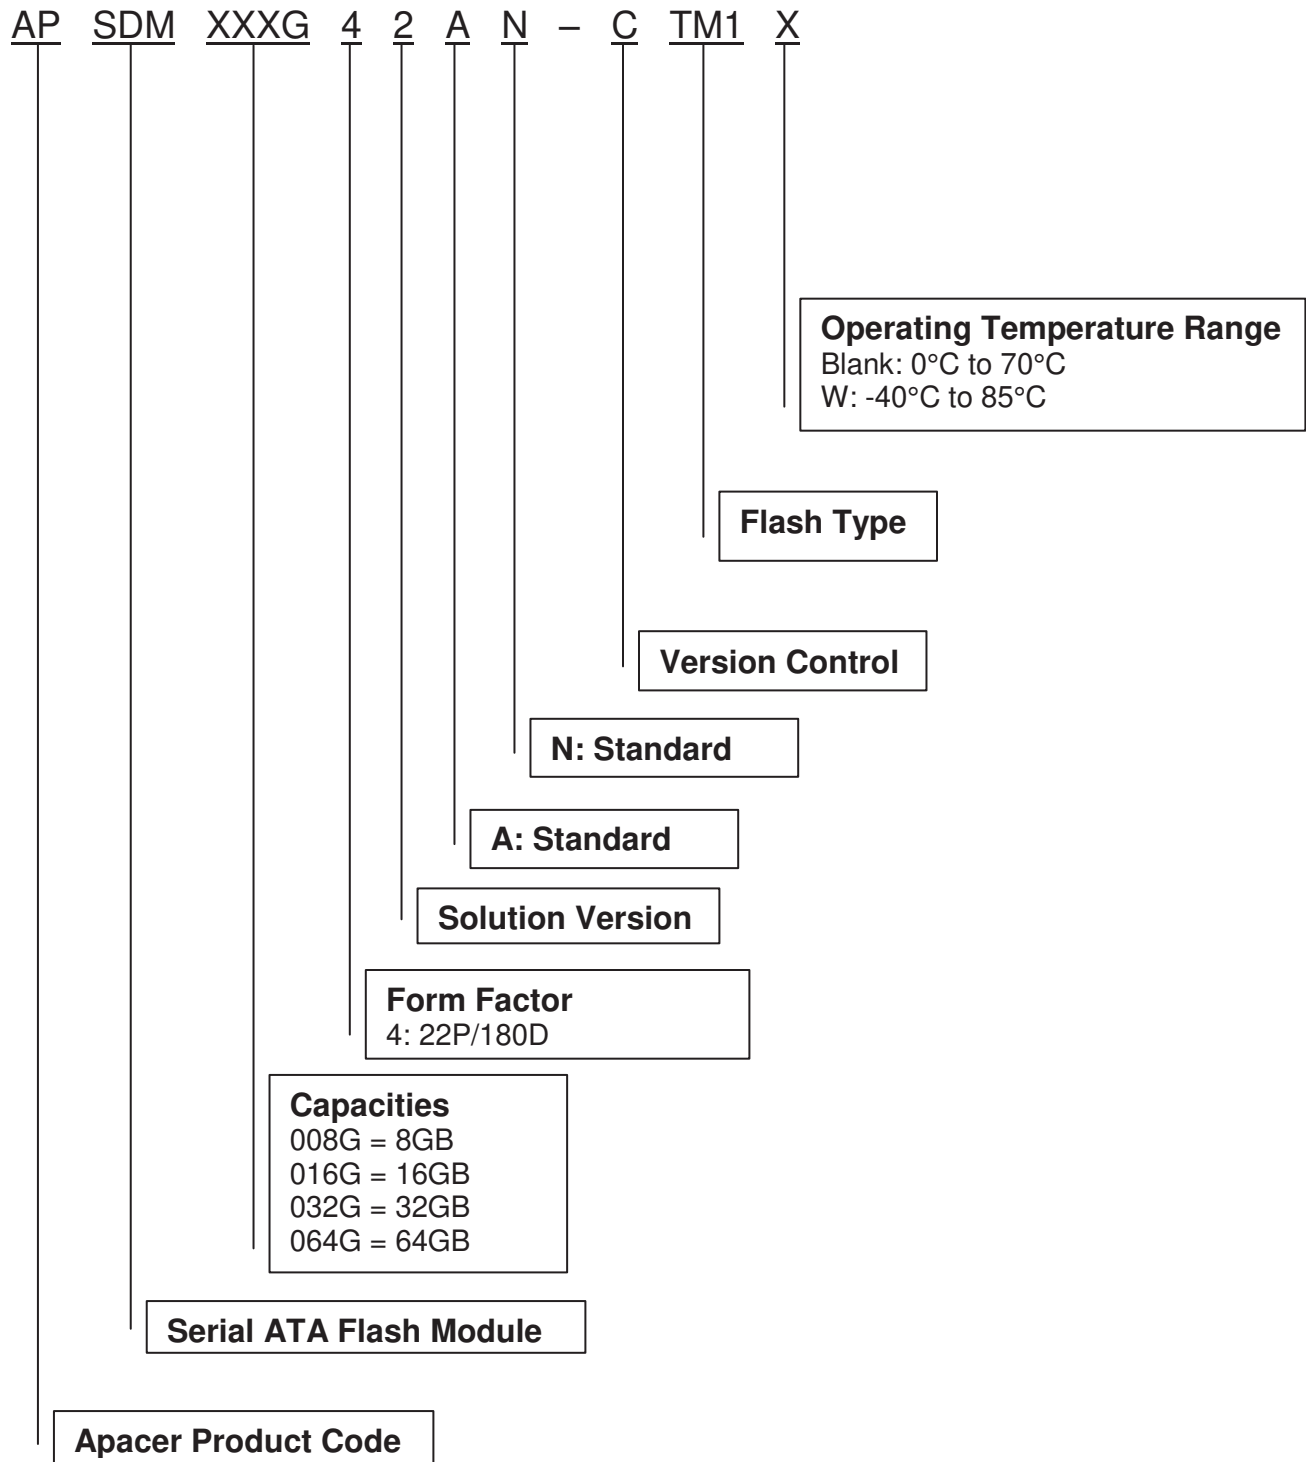 AP SDM XXXG 4 2 A N – C TM1 X
Operating Temperature Range
Blank: 0°C to 70°C
W: -40°C to 85°C
Flash Type
Version Control
N: Standard
A: Standard
Solution Version
Form Factor
4: 22P/180D
Capacities
008G = 8GB
016G = 16GB
032G = 32GB
064G = 64GB
Serial ATA Flash Module
Apacer Product Code